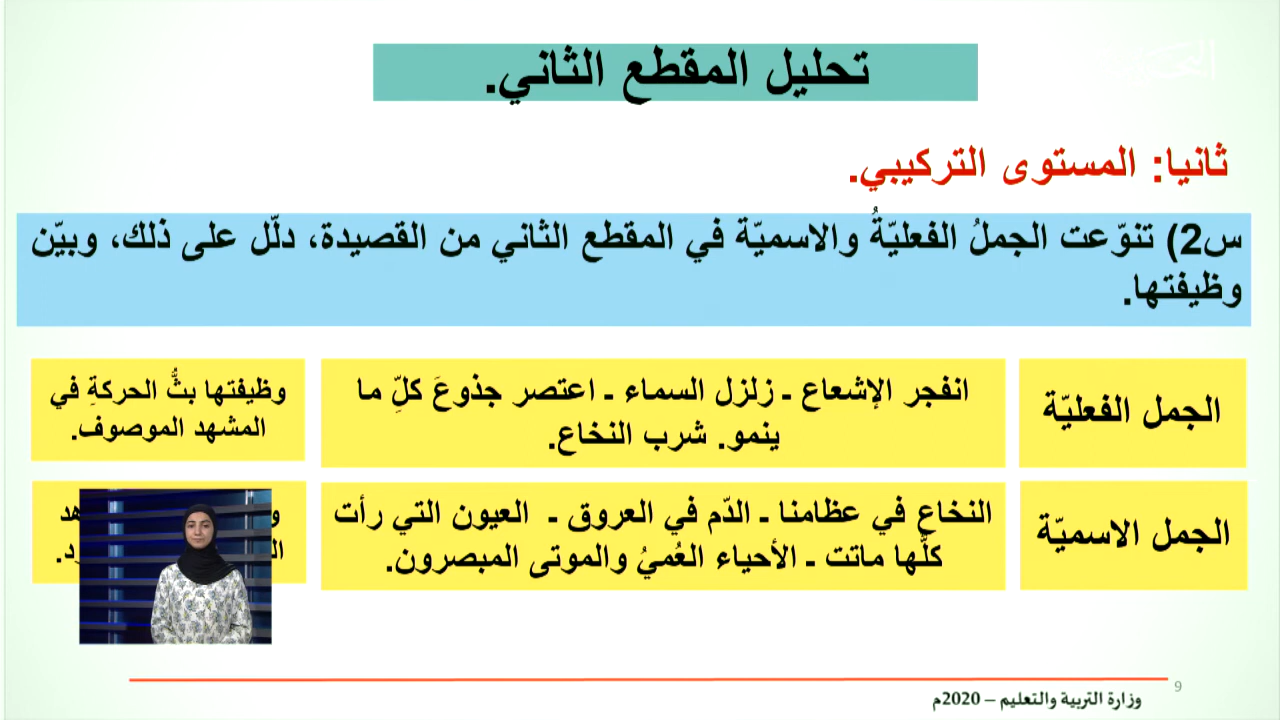 تحليل المقطع الثاني.
ثانيا: المستوى التركيبي.
س2) تنوّعت الجملُ الفعليّةُ والاسميّة في المقطع الثاني من القصيدة، دلّل على ذلك، وبيّن
وظيفتها.
الجمل الفعليّة
انفجر الإشعاع ـ زلزل السماء ـ اعتصر جذوعَ كلِّ ما
ينمو. شرب النخاع.
وظيفتها بثُّ الحركةِ في
المشهد الموصوف.
الجمل الاسميّة
النخاع في عظامنا ـ الدّم في العروق ـ العيون التي رأت
كلّها ماتت ـ الأحياء العُميُ والموتى المبصرون.
9
وزارة التربية والتعليم – 2020م